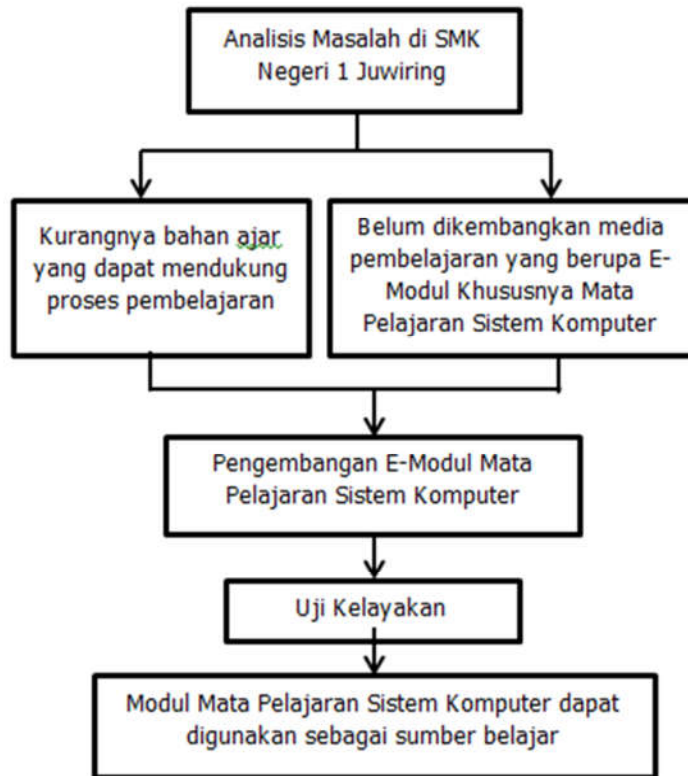 Analisis Masalah di SMK
Negeri 1 Juwiring
Kurangnya bahan ajar
yang dapat mendukung
proses pembelajaran
Belum dikembangkan media
pembelajaran yang berupa E-
Modul Khususnya Mata
Pelajaran Sistem Komputer
Pengembangan E-Modul Mata
Pelajaran Sistem Komputer
Uji Kelayakan
Modul Mata Pelajaran Sistem Komputer dapat
digunakan sebagai sumber belajar